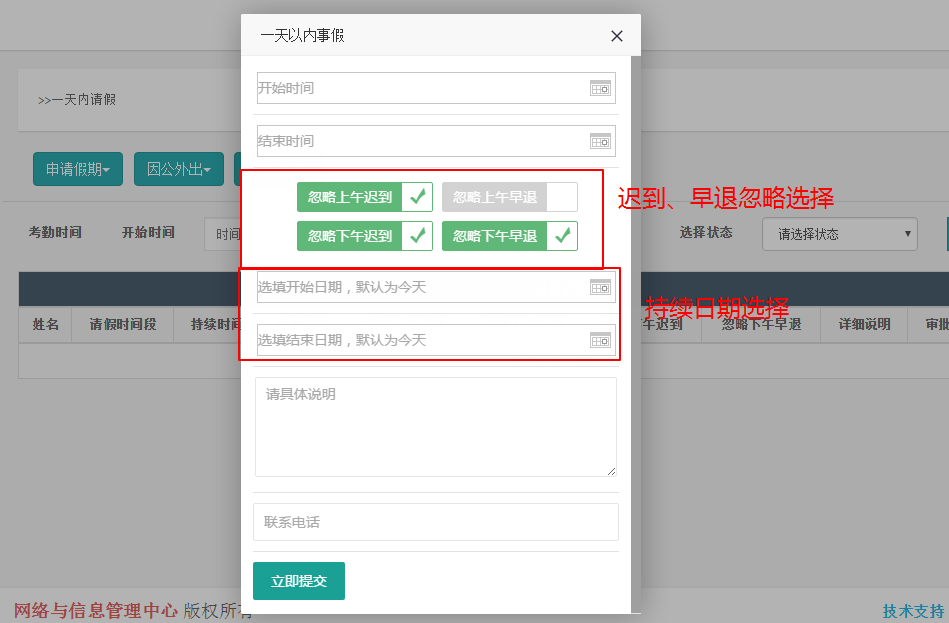 一天以内事假
>>一天内请假
开始时间
结束时间
申请假期
因公外出
忽略上午迟到
忽略上午早退
迟到、早退忽略选择
忽略下午迟到
忽略下午早退
考勤时间
开始时间
时间
选择状态
请选择状态
选填开始日期，默认为今天
持续日期选择
姓名
请假时间段
持续时间
午迟到
忽略下午早退
详细说明
审批
选填结束日期，默认为今天
请具体说明
联系电话
立即提交
网络与信息管理中心 版权所有
技术支持